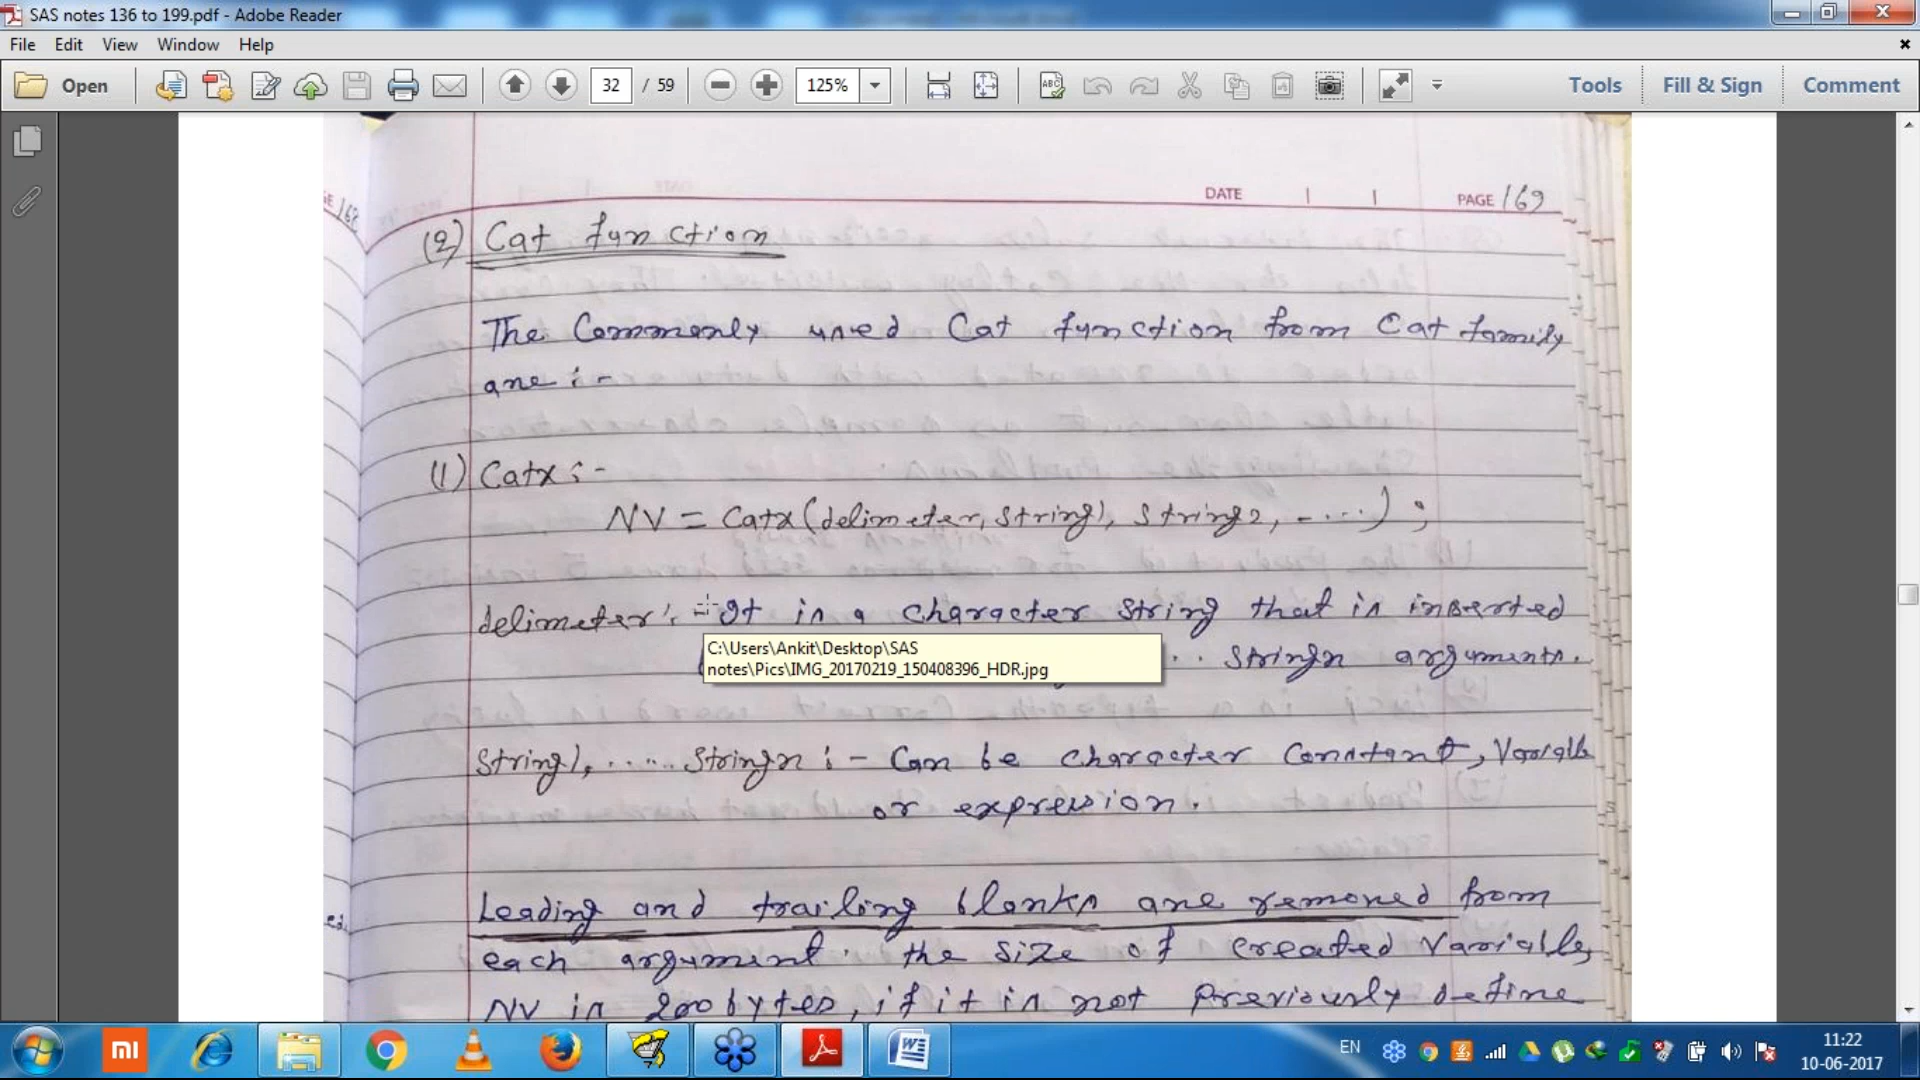 SAS notes 136 to 199.pdf - Adobe Reader
File Edit View Window Help
Open 32 / 59 125% Tools Fill & Sign Comment
DATE PAGE 169
168
(2) Cat function
The Commonly used Cat function from Cat family
are :-
(1) Catx :-
NV = Catx(delimeter, String1, String2, -....) ;
delimeter :- It is a character string that is inserted
C:\Users\Ankit\Desktop\SAS
notes\Pics\IMG_20170219_150408396_HDR.jpg
.. Stringn arguments.
String1, ..... Stringn :- Can be character Constant, Variable
or expression.
Leading and trailing blanks are removed from
each argument. the size of created Variable,
NV is 200 bytes, if it is not Previously define
EN 11:22
10-06-2017